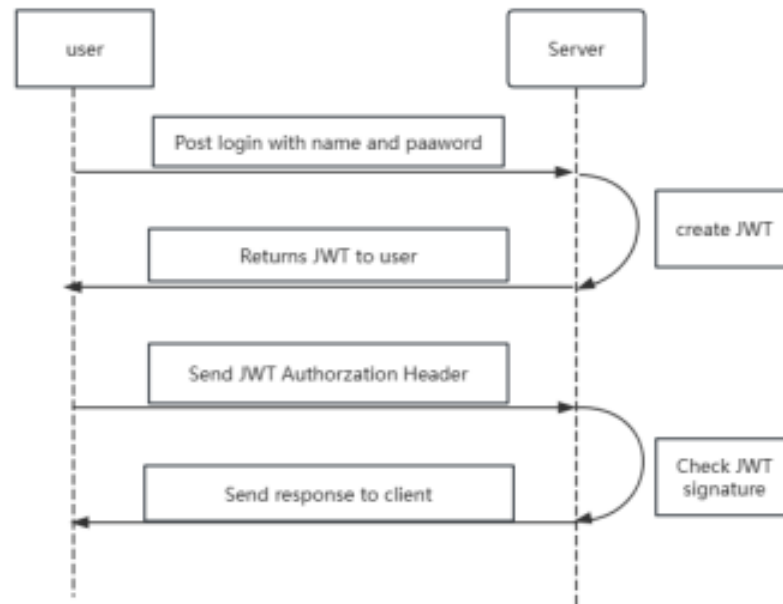 user
Server
Post login with name and paaword
create JWT
Returns JWT to user
Send JWT Authorzation Header
Check JWT
signature
Send response to client